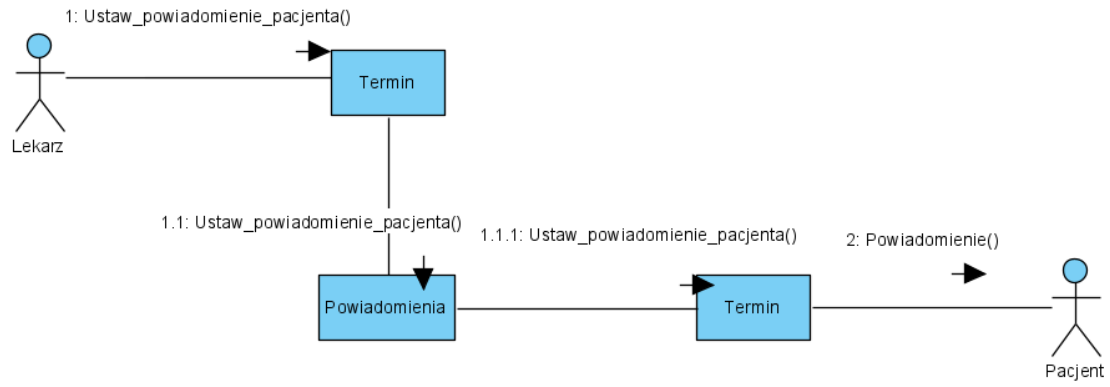 1: Ustaw_powiadomienie_pacjenta()
Termin
Lekarz
1.1: Ustaw_powiadomienie_pacjenta()
1.1.1: Ustaw_powiadomienie_pacjenta()
2: Powiadomienie()
Powiadomienia
Termin
Pacjent